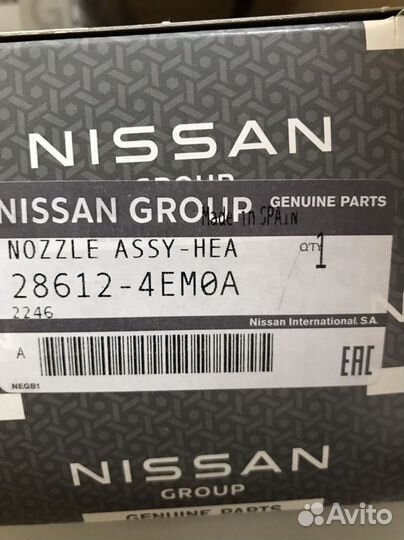 NISSAN
GROUP
NISSAN GROUP
Made in SPAIN
GENUINE PARTS
NOZZLE ASSY-HEA
Q'TY
1
28612-4EM0A
2246
Nissan International. S.A.
A
EAC
NEGB1
NISSAN
GROUP
GENUINE PARTS
Avito